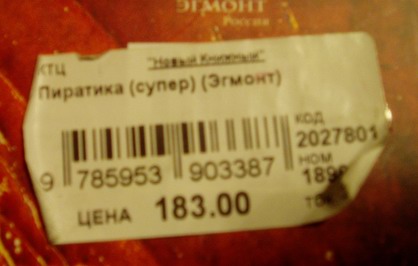 ЭГМОНТ
Россия
КТЦ "Новый Книжный"
Пиратика (супер) (Эгмонт)
КОД
2027801
НОМ
9 785953 903387
ЦЕНА 183.00